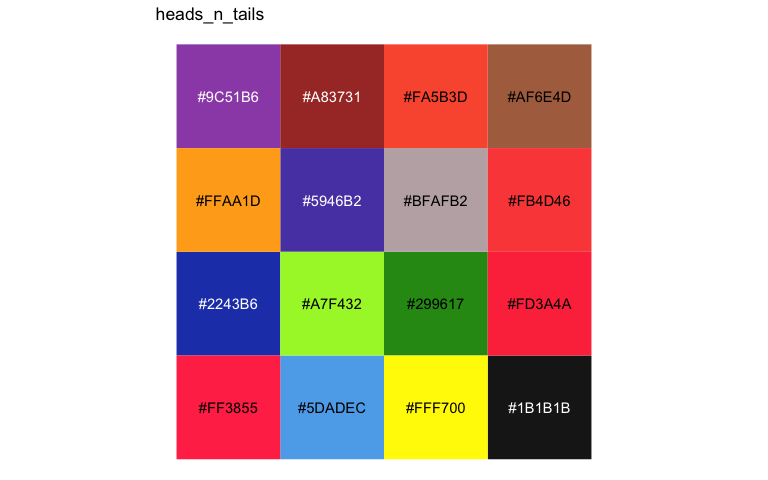 heads_n_tails
#9C51B6 #A83731 #FA5B3D #AF6E4D
#FFAA1D #5946B2 #BFAFB2 #FB4D46
#2243B6 #A7F432 #299617 #FD3A4A
#FF3855 #5DADEC #FFF700 #1B1B1B